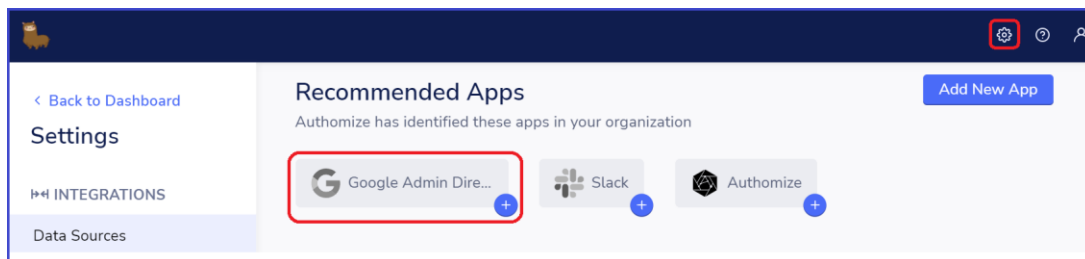 < Back to Dashboard
Settings
INTEGRATIONS
Data Sources
Recommended Apps
Add New App
Authomize has identified these apps in your organization
Google Admin Dire...
Slack
Authomize